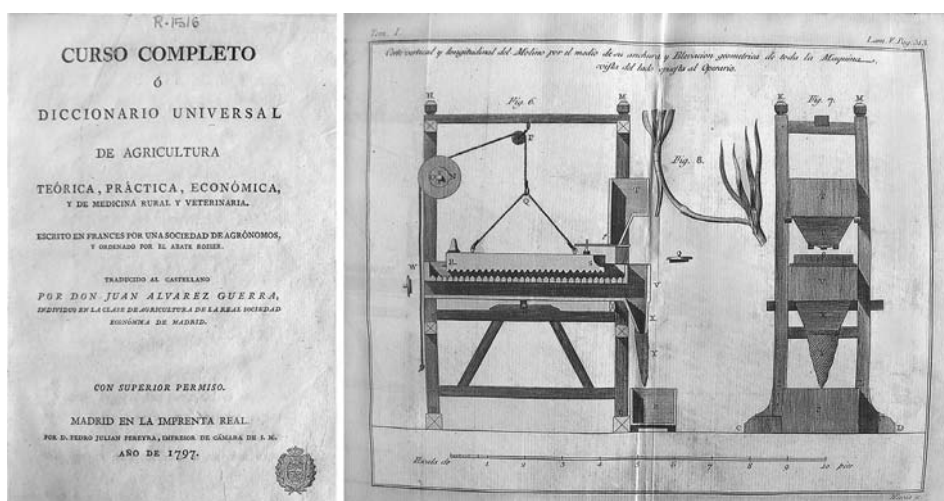 R-1516
CURSO COMPLETO
Ó
DICCIONARIO UNIVERSAL
DE AGRICULTURA
TEÓRICA, PRÁCTICA, ECONÓMICA,
Y DE MEDICINA RURAL Y VETERINARIA.
ESCRITO EN FRANCES POR UNA SOCIEDAD DE AGRÓNOMOS,
Y ORDENADO POR EL ABATE ROZIER.
TRADUCIDO AL CASTELLANO
POR DON JUAN ALVAREZ GUERRA,
INDIVIDUO EN LA CLASE DE AGRICULTURA DE LA REAL SOCIEDAD
ECONÓMICA DE MADRID.
CON SUPERIOR PERMISO.
MADRID EN LA IMPRENTA REAL.
POR D. PEDRO JULIAN PEREYRA, IMPRESOR DE CÁMARA DE S. M.
AÑO DE 1797.
Tom. I.
Lam. V. Pag. 313.
Corte vertical y longitudinal del Molino por el medio de su anchura y Elevacion geometrica de toda la Maquina
vista del lado opuesto al Operario.
H. Fig. 6. M. K. Fig. 7. M
P
Fig. 8.
N
T
Q
R S
W
V
X
Y
Z
C D
Escala de 1 2 3 4 5 6 7 8 9 10 pies